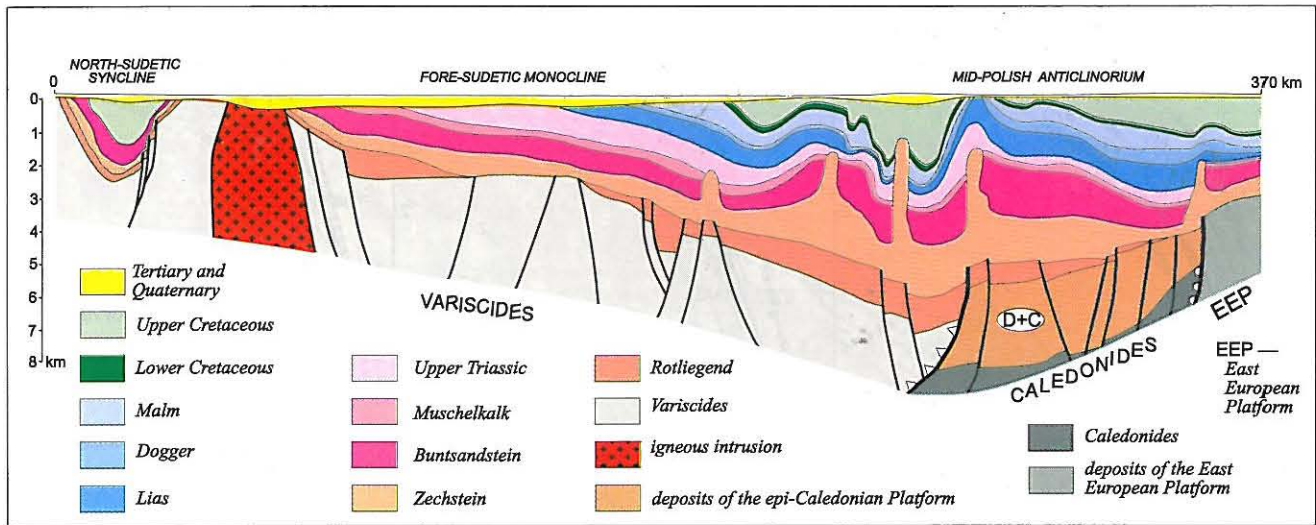 NORTH-SUDETIC
SYNCLINE
FORE-SUDETIC MONOCLINE
MID-POLISH ANTICLINORIUM
0
370 km
0
1
2
3
4
5
6
7
8 km
VARISCIDES
D+C
CALEDONIDES
EEP
EEP —
East
European
Platform
Tertiary and
Quaternary
Upper Cretaceous
Lower Cretaceous
Malm
Dogger
Lias
Upper Triassic
Muschelkalk
Buntsandstein
Zechstein
Rotliegend
Variscides
igneous intrusion
deposits of the epi-Caledonian Platform
Caledonides
deposits of the East
European Platform